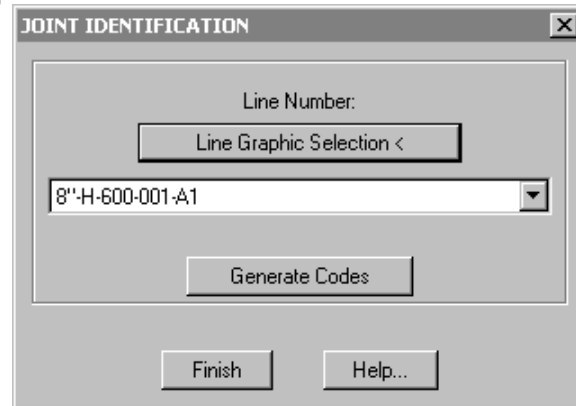 JOINT IDENTIFICATION
Line Number:
Line Graphic Selection <
8"-H-600-001-A1
Generate Codes
Finish Help...